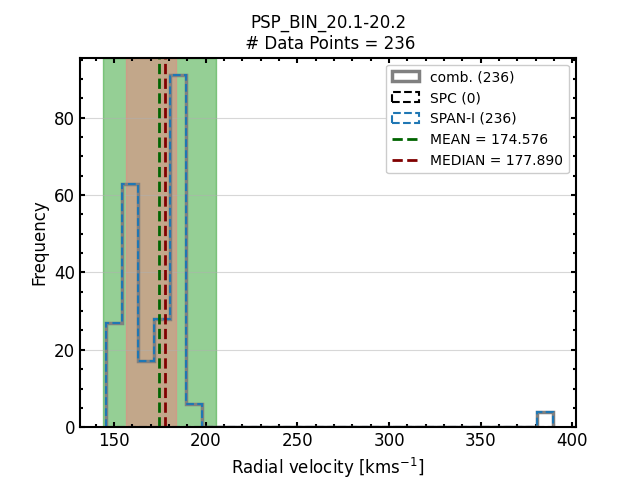 PSP_BIN_20.1-20.2
# Data Points = 236
comb. (236)
SPC (0)
SPAN-I (236)
MEAN = 174.576
MEDIAN = 177.890
Frequency
80
60
40
20
0
150 200 250 300 350 400
Radial velocity [kms⁻¹]